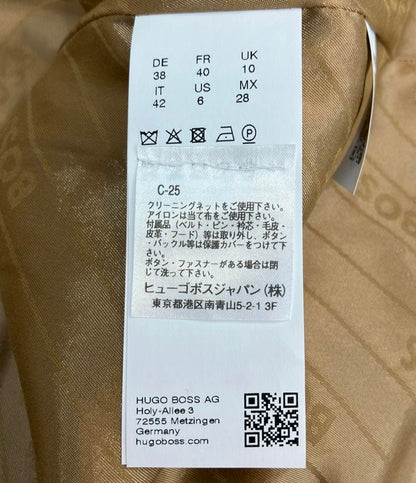 DE FR UK
38 40 10
IT US MX
42 6 28
C-25
クリーニングネットをご使用下さい。
アイロンは当て布をご使用下さい。
付属品(ベルト・ピン・衿芯・毛皮・
皮革・フード)等は取り外し、ボタン
・バックル等は保護カバーをつけて下
さい。
ボタン・ファスナーがある場合は閉
じて洗って下さい。
ヒューゴボスジャパン(株)
東京都港区南青山5-2-1 3F
HUGO BOSS AG
Holy-Allee 3
72555 Metzingen
Germany
hugoboss.com
BOSS